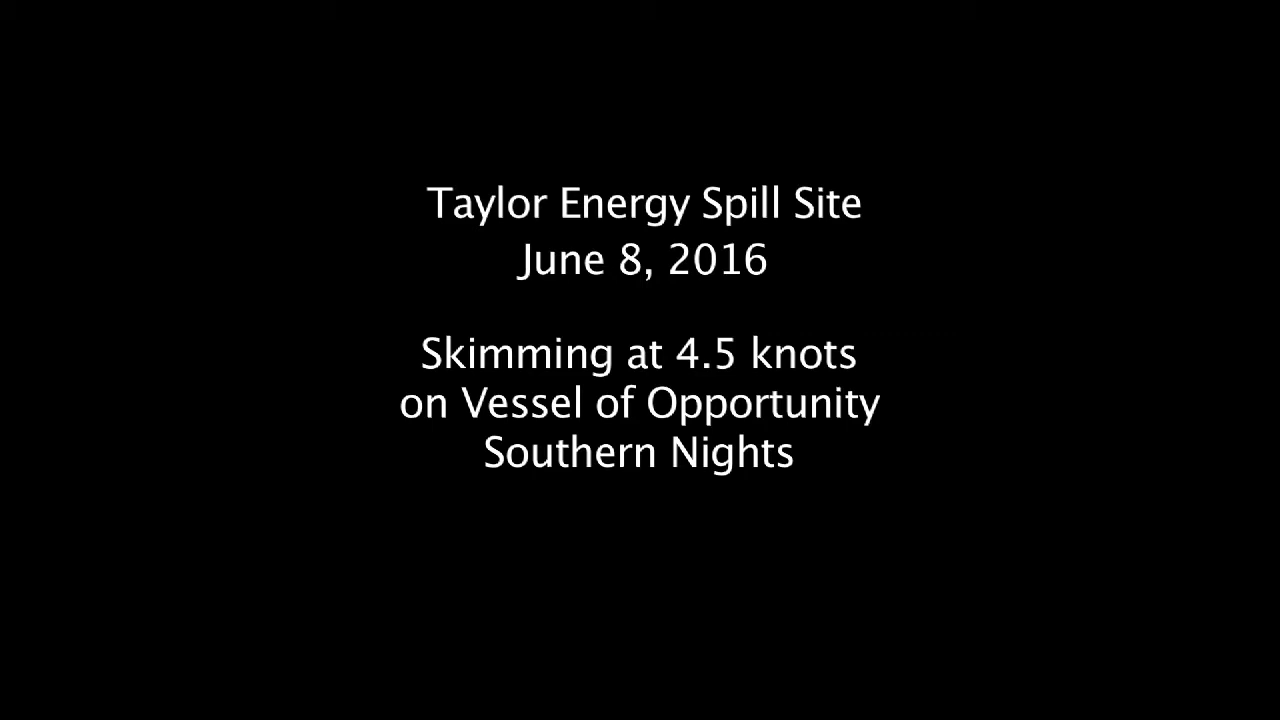 Taylor Energy Spill Site
June 8, 2016
Skimming at 4.5 knots
on Vessel of Opportunity
Southern Nights